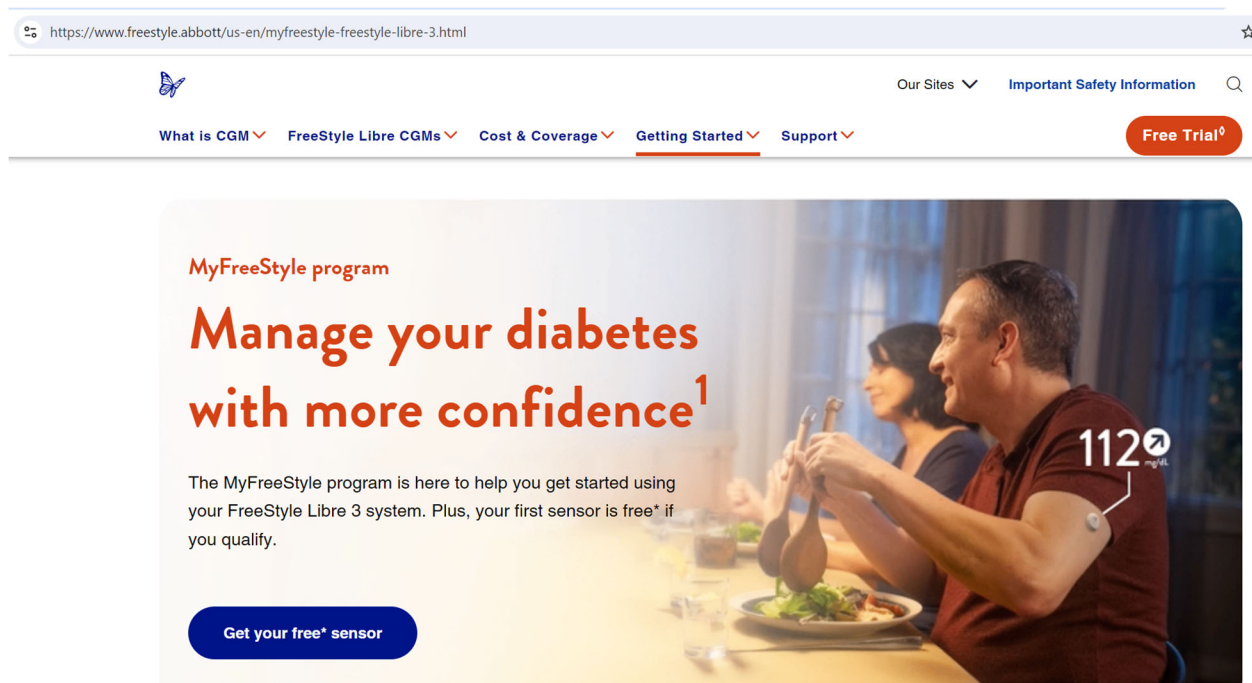 https://www.freestyle.abbott/us-en/myfreestyle-freestyle-libre-3.html
Our Sites
Important Safety Information
What is CGM
FreeStyle Libre CGMs
Cost & Coverage
Getting Started
Support
Free Trial◊
MyFreeStyle program
Manage your diabetes
with more confidence¹
The MyFreeStyle program is here to help you get started using
your FreeStyle Libre 3 system. Plus, your first sensor is free* if
you qualify.
112
mg/dL
Get your free* sensor